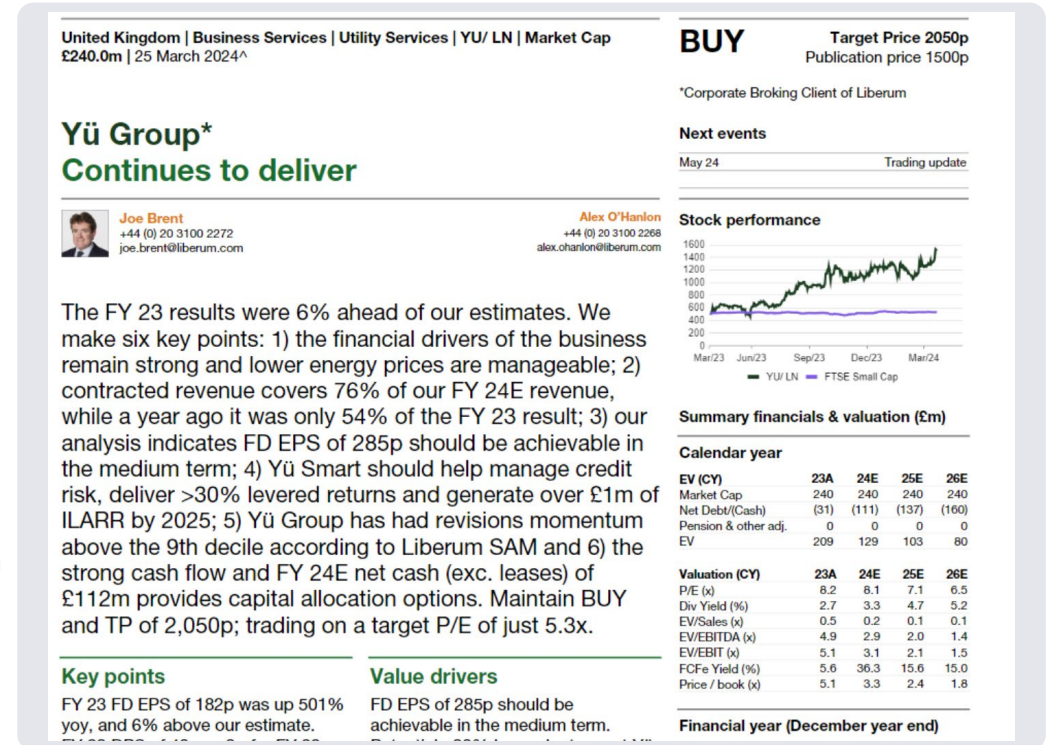 United Kingdom | Business Services | Utility Services | YU/ LN | Market Cap
£240.0m | 25 March 2024^
Yü Group*
Continues to deliver
Joe Brent
+44 (0) 20 3100 2272
joe.brent@liberum.com
Alex O'Hanlon
+44 (0) 20 3100 2268
alex.ohanlon@liberum.com
The FY 23 results were 6% ahead of our estimates. We
make six key points: 1) the financial drivers of the business
remain strong and lower energy prices are manageable; 2)
contracted revenue covers 76% of our FY 24E revenue,
while a year ago it was only 54% of the FY 23 result; 3) our
analysis indicates FD EPS of 285p should be achievable in
the medium term; 4) Yü Smart should help manage credit
risk, deliver >30% levered returns and generate over £1m of
ILARR by 2025; 5) Yü Group has had revisions momentum
above the 9th decile according to Liberum SAM and 6) the
strong cash flow and FY 24E net cash (exc. leases) of
£112m provides capital allocation options. Maintain BUY
and TP of 2,050p; trading on a target P/E of just 5.3x.
Key points
FY 23 FD EPS of 182p was up 501%
yoy, and 6% above our estimate.
Value drivers
FD EPS of 285p should be
achievable in the medium term.
BUY
Target Price 2050p
Publication price 1500p
*Corporate Broking Client of Liberum
Next events
May 24 Trading update
Stock performance
1600
1400
1200
1000
800
600
400
200
0
Mar/23 Jun/23 Sep/23 Dec/23 Mar/24
YU/ LN FTSE Small Cap
Summary financials & valuation (£m)
Calendar year
EV (CY) 23A 24E 25E 26E
Market Cap 240 240 240 240
Net Debt/(Cash) (31) (111) (137) (160)
Pension & other adj. 0 0 0 0
EV 209 129 103 80
Valuation (CY) 23A 24E 25E 26E
P/E (x) 8.2 8.1 7.1 6.5
Div Yield (%) 2.7 3.3 4.7 5.2
EV/Sales (x) 0.5 0.2 0.1 0.1
EV/EBITDA (x) 4.9 2.9 2.0 1.4
EV/EBIT (x) 5.1 3.1 2.1 1.5
FCFe Yield (%) 5.6 36.3 15.6 15.0
Price / book (x) 5.1 3.3 2.4 1.8
Financial year (December year end)